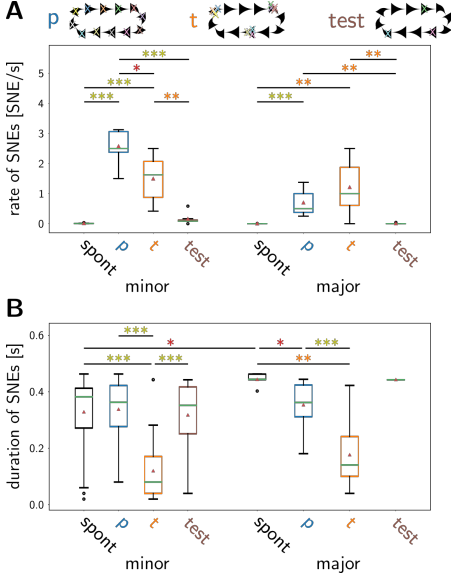 A p t test
rate of SNEs [SNE/s]
5
4
3
2
1
0
*** * *** *** **
** ** ** ***
spont p t test spont p t test
minor major
B
duration of SNEs [s]
0.6
0.4
0.2
0.0
*** * *** ***
* *** **
spont p t test spont p t test
minor major